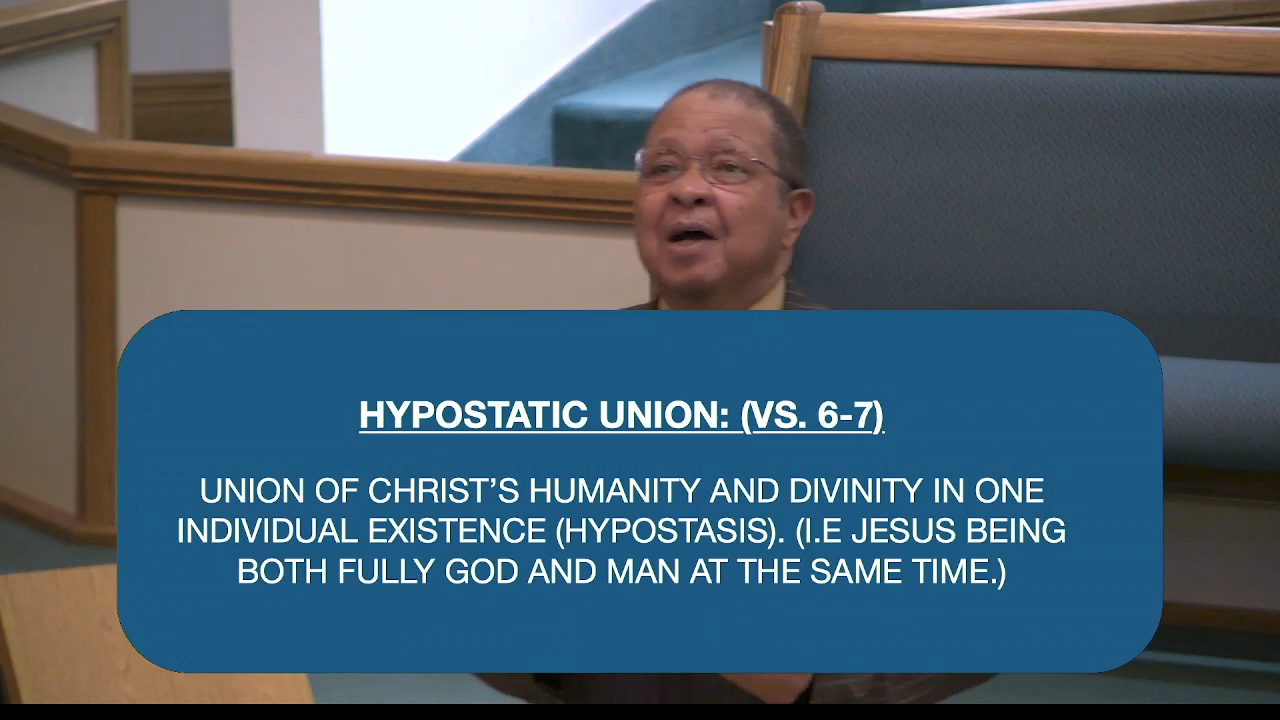 HYPOSTATIC UNION: (VS. 6-7)
UNION OF CHRIST’S HUMANITY AND DIVINITY IN ONE
INDIVIDUAL EXISTENCE (HYPOSTASIS). (I.E JESUS BEING
BOTH FULLY GOD AND MAN AT THE SAME TIME.)